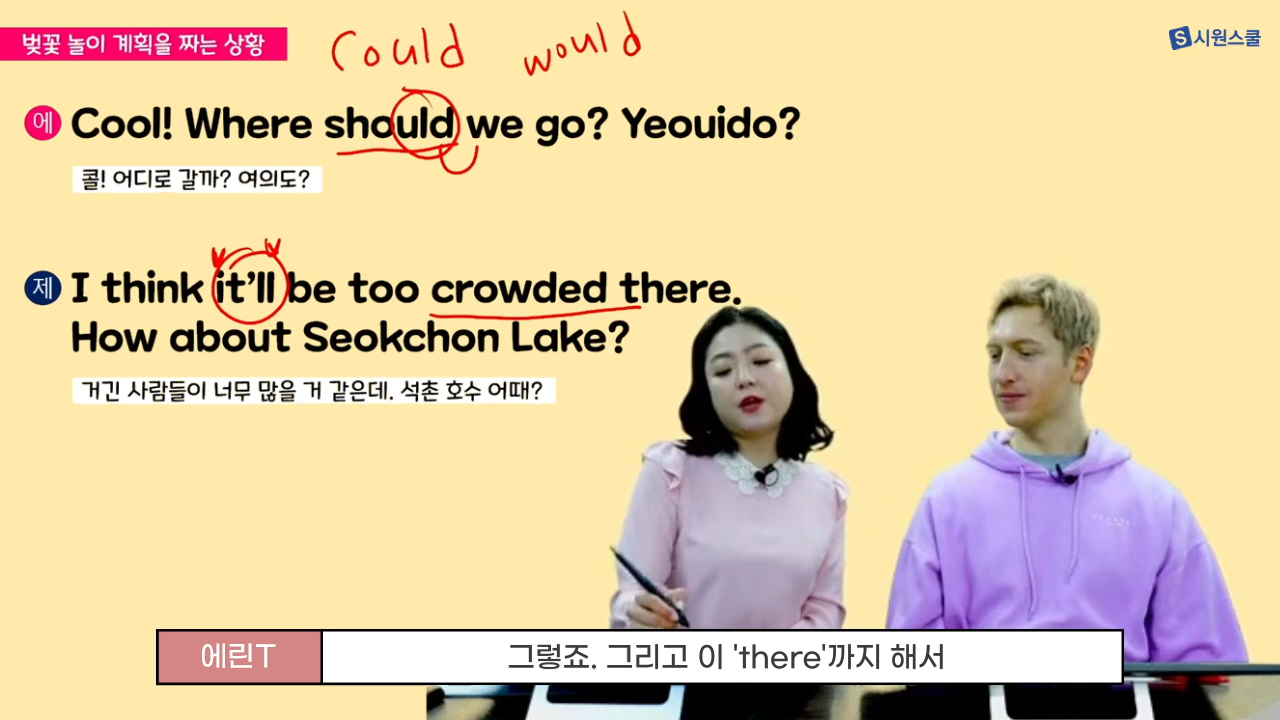 벚꽃 놀이 계획을 짜는 상황
could would
S 시원스쿨
에 Cool! Where should we go? Yeouido?
콜! 어디로 갈까? 여의도?
제 I think it'll be too crowded there.
How about Seokchon Lake?
거긴 사람들이 너무 많을 거 같은데. 석촌 호수 어때?
에린T 그렇죠. 그리고 이 'there'까지 해서